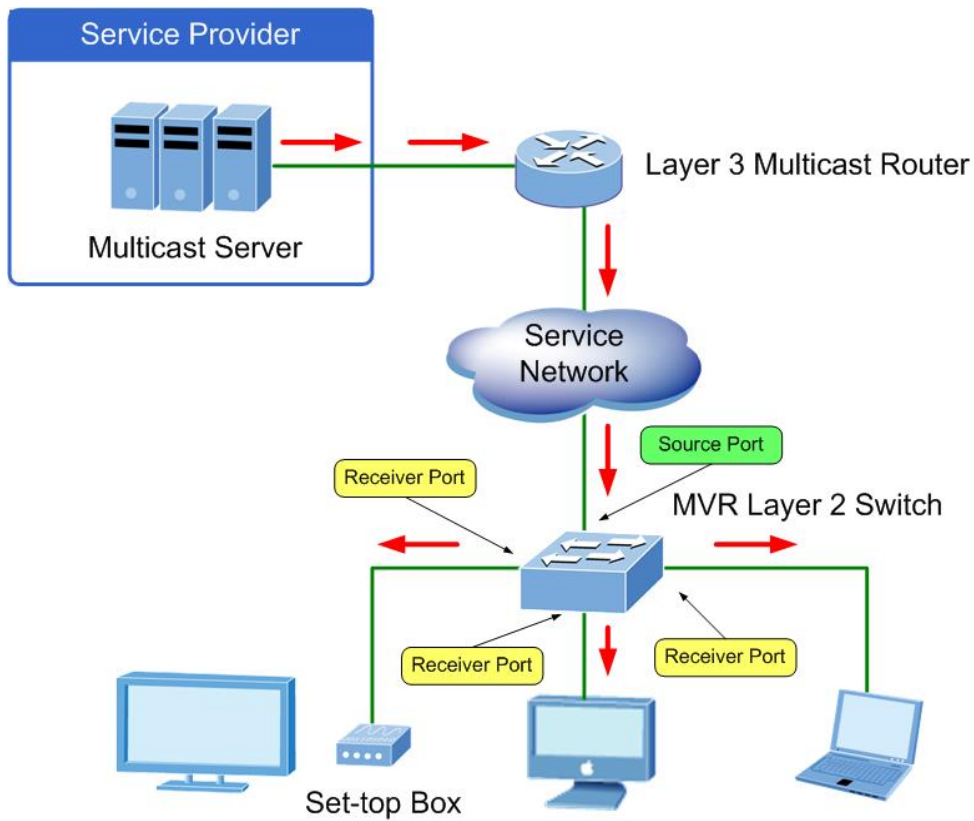 Service Provider
Multicast Server
Layer 3 Multicast Router
Service
Network
Source Port
Receiver Port
MVR Layer 2 Switch
Receiver Port
Receiver Port
Set-top Box